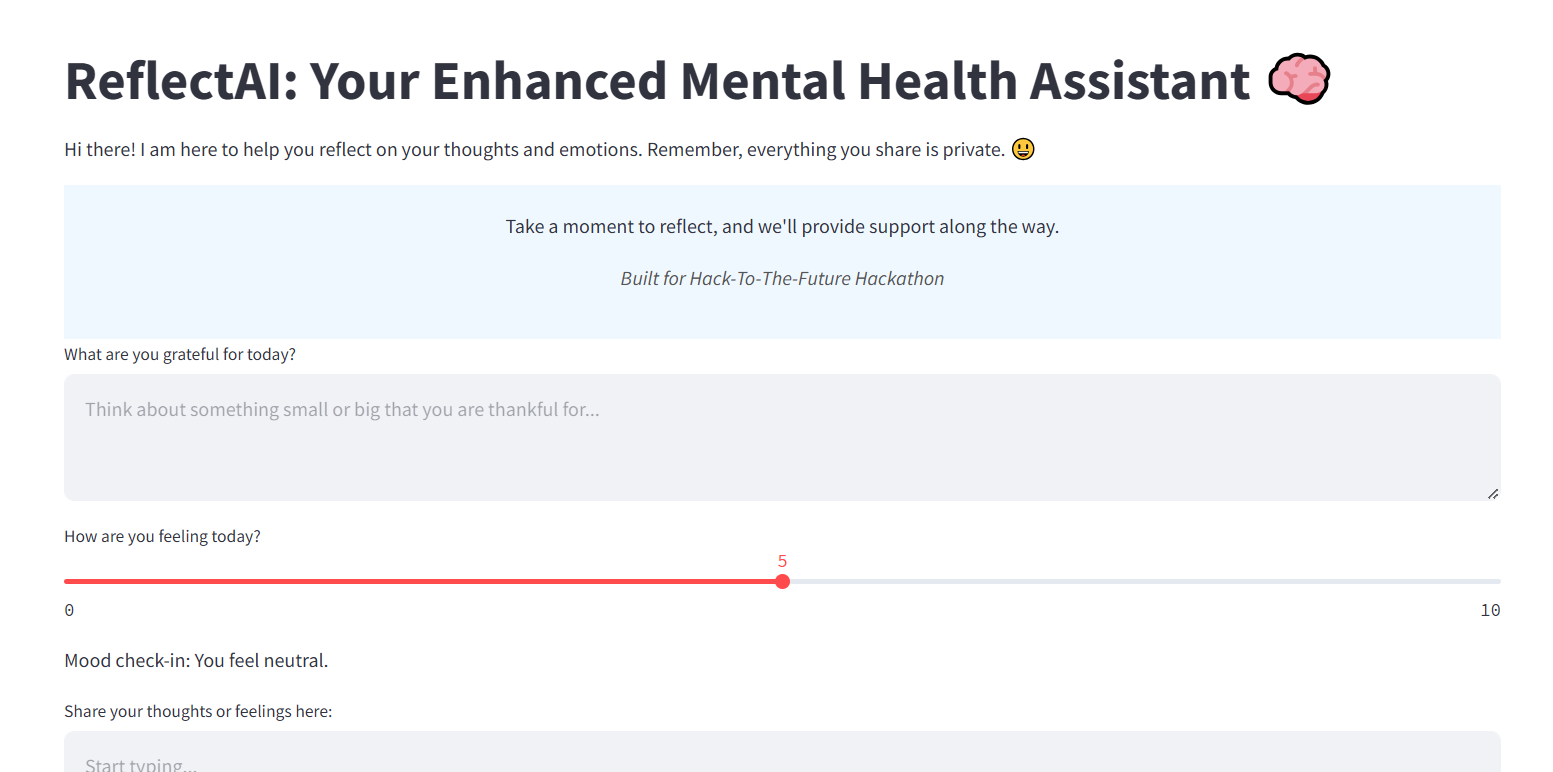 ReflectAI: Your Enhanced Mental Health Assistant 🧠
Hi there! I am here to help you reflect on your thoughts and emotions. Remember, everything you share is private. 😃
Take a moment to reflect, and we'll provide support along the way.
Built for Hack-To-The-Future Hackathon
What are you grateful for today?
Think about something small or big that you are thankful for...
How are you feeling today?
5
0 10
Mood check-in: You feel neutral.
Share your thoughts or feelings here:
Start typing...